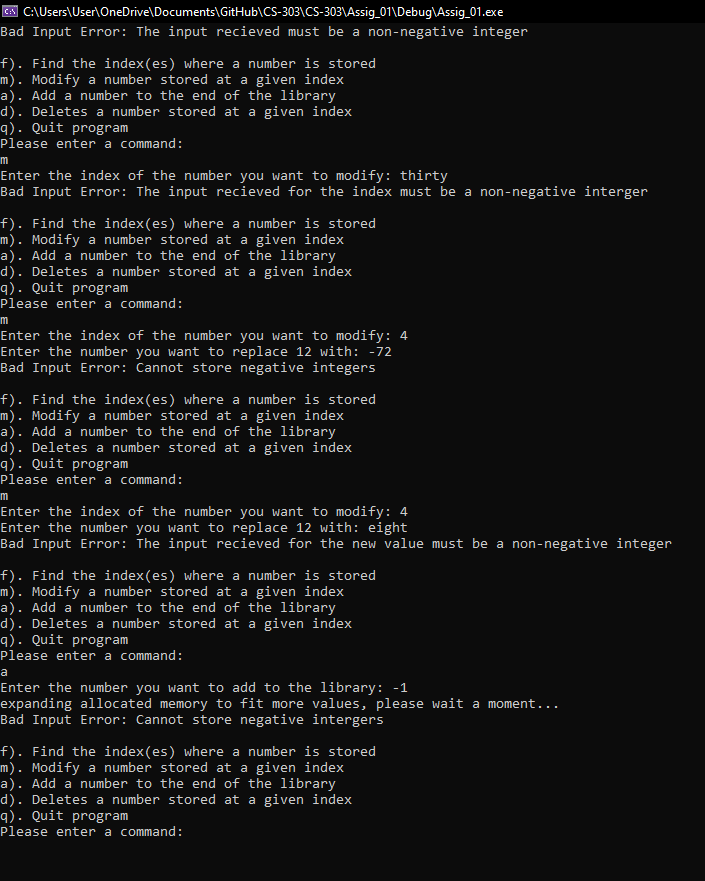 C:\Users\User\OneDrive\Documents\GitHub\CS-303\CS-303\Assig_01\Debug\Assig_01.exe
Bad Input Error: The input recieved must be a non-negative integer

f). Find the index(es) where a number is stored
m). Modify a number stored at a given index
a). Add a number to the end of the library
d). Deletes a number stored at a given index
q). Quit program
Please enter a command:
m
Enter the index of the number you want to modify: thirty
Bad Input Error: The input recieved for the index must be a non-negative interger

f). Find the index(es) where a number is stored
m). Modify a number stored at a given index
a). Add a number to the end of the library
d). Deletes a number stored at a given index
q). Quit program
Please enter a command:
m
Enter the index of the number you want to modify: 4
Enter the number you want to replace 12 with: -72
Bad Input Error: Cannot store negative integers

f). Find the index(es) where a number is stored
m). Modify a number stored at a given index
a). Add a number to the end of the library
d). Deletes a number stored at a given index
q). Quit program
Please enter a command:
m
Enter the index of the number you want to modify: 4
Enter the number you want to replace 12 with: eight
Bad Input Error: The input recieved for the new value must be a non-negative integer

f). Find the index(es) where a number is stored
m). Modify a number stored at a given index
a). Add a number to the end of the library
d). Deletes a number stored at a given index
q). Quit program
Please enter a command:
a
Enter the number you want to add to the library: -1
expanding allocated memory to fit more values, please wait a moment...
Bad Input Error: Cannot store negative intergers

f). Find the index(es) where a number is stored
m). Modify a number stored at a given index
a). Add a number to the end of the library
d). Deletes a number stored at a given index
q). Quit program
Please enter a command: